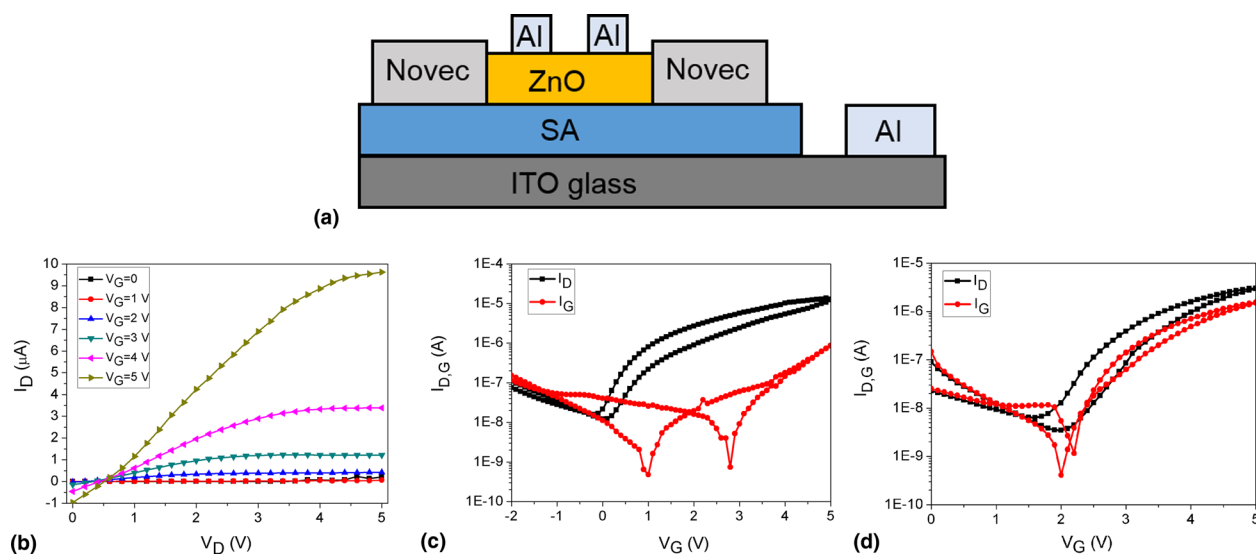 Al Al
Novec ZnO Novec
SA Al
ITO glass
(a)
10
9
8
7
6
5
4
3
2
1
0
-1
I_D (μA)
V_G=0
V_G=1 V
V_G=2 V
V_G=3 V
V_G=4 V
V_G=5 V
0 1 2 3 4 5
V_D (V)
(b)
1E-4
1E-5
1E-6
1E-7
1E-8
1E-9
1E-10
I_D,G (A)
I_D
I_G
-2 -1 0 1 2 3 4 5
V_G (V)
(c)
1E-5
1E-6
1E-7
1E-8
1E-9
1E-10
I_D,G (A)
I_D
I_G
0 1 2 3 4 5
V_G (V)
(d)